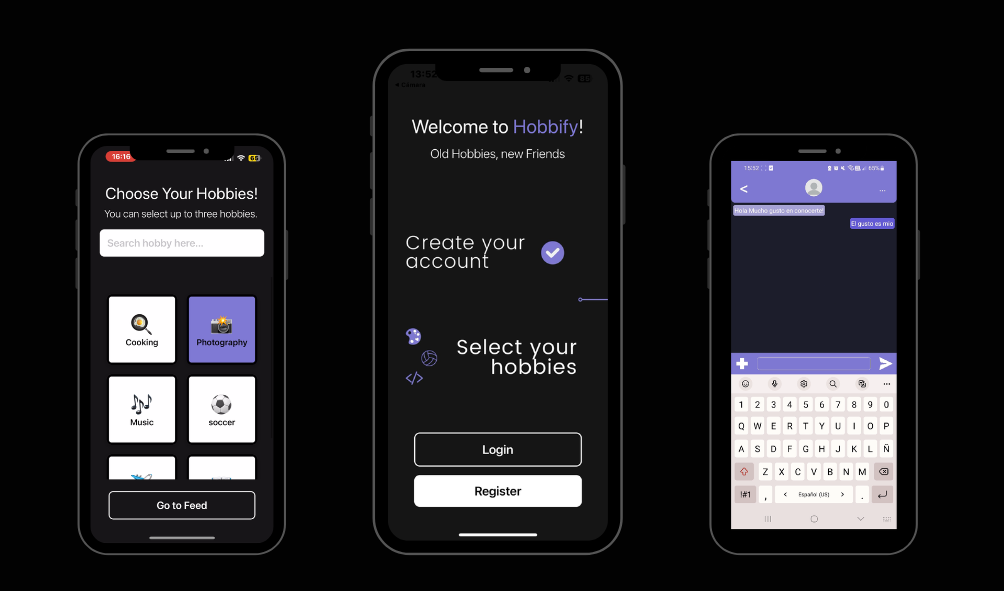 16:16
Choose Your Hobbies!
You can select up to three hobbies.
Search hobby here...
Cooking
Photography
Music
soccer
Go to Feed
13:52
Camera
Welcome to Hobbify!
Old Hobbies, new Friends
Create your
account
Select your
hobbies
Login
Register
15:52
65%
<
...
Hola Mucho gusto en conocerte!
El gusto es mio
1 2 3 4 5 6 7 8 9 0
Q W E R T Y U I O P
A S D F G H J K L Ñ
Z X C V B N M
!#1 , < Español (US) > .